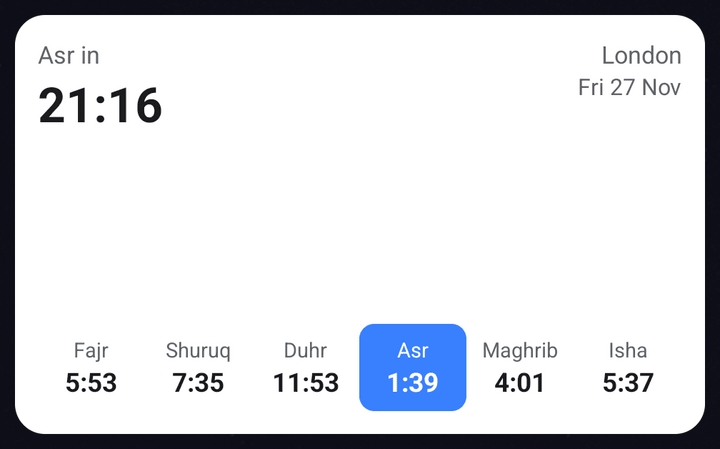 Asr in
21:16
London
Fri 27 Nov
Fajr Shuruq Duhr Asr Maghrib Isha
5:53 7:35 11:53 1:39 4:01 5:37